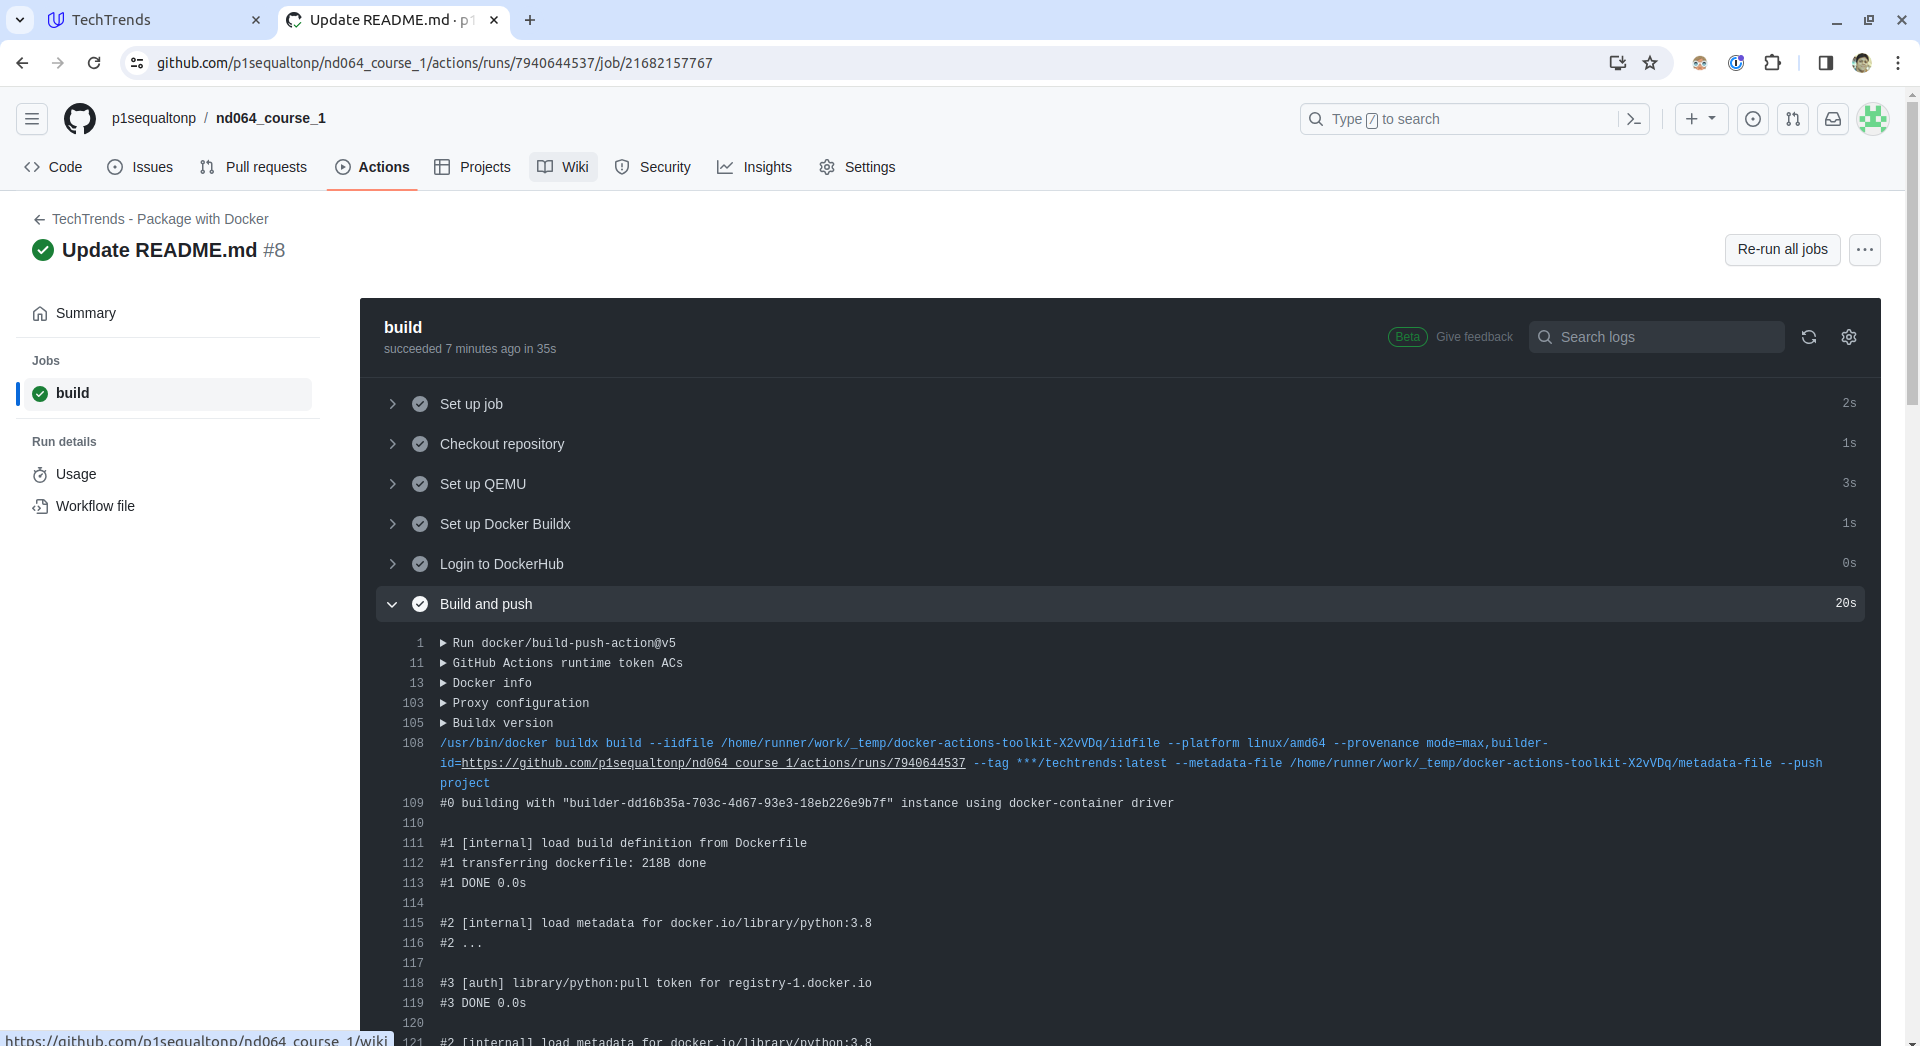 TechTrends
Update README.md · p1
github.com/p1sequaltonp/nd064_course_1/actions/runs/7940644537/job/21682157767
p1sequaltonp / nd064_course_1
Type / to search
Code
Issues
Pull requests
Actions
Projects
Wiki
Security
Insights
Settings
TechTrends - Package with Docker
Update README.md #8
Re-run all jobs
Summary
Jobs
build
Run details
Usage
Workflow file
build
succeeded 7 minutes ago in 35s
Beta
Give feedback
Search logs
Set up job 2s
Checkout repository 1s
Set up QEMU 3s
Set up Docker Buildx 1s
Login to DockerHub 0s
Build and push 20s
1 ▶ Run docker/build-push-action@v5
11 ▶ GitHub Actions runtime token ACs
13 ▶ Docker info
103 ▶ Proxy configuration
105 ▶ Buildx version
108 /usr/bin/docker buildx build --iidfile /home/runner/work/_temp/docker-actions-toolkit-X2vVDq/iidfile --platform linux/amd64 --provenance mode=max,builder-
id=https://github.com/p1sequaltonp/nd064_course_1/actions/runs/7940644537 --tag ***/techtrends:latest --metadata-file /home/runner/work/_temp/docker-actions-toolkit-X2vVDq/metadata-file --push
project
109 #0 building with "builder-dd16b35a-703c-4d67-93e3-18eb226e9b7f" instance using docker-container driver
110
111 #1 [internal] load build definition from Dockerfile
112 #1 transferring dockerfile: 218B done
113 #1 DONE 0.0s
114
115 #2 [internal] load metadata for docker.io/library/python:3.8
116 #2 ...
117
118 #3 [auth] library/python:pull token for registry-1.docker.io
119 #3 DONE 0.0s
120
121 #2 [internal] load metadata for docker.io/library/python:3.8
https://github.com/p1sequaltonp/nd064_course_1/wiki